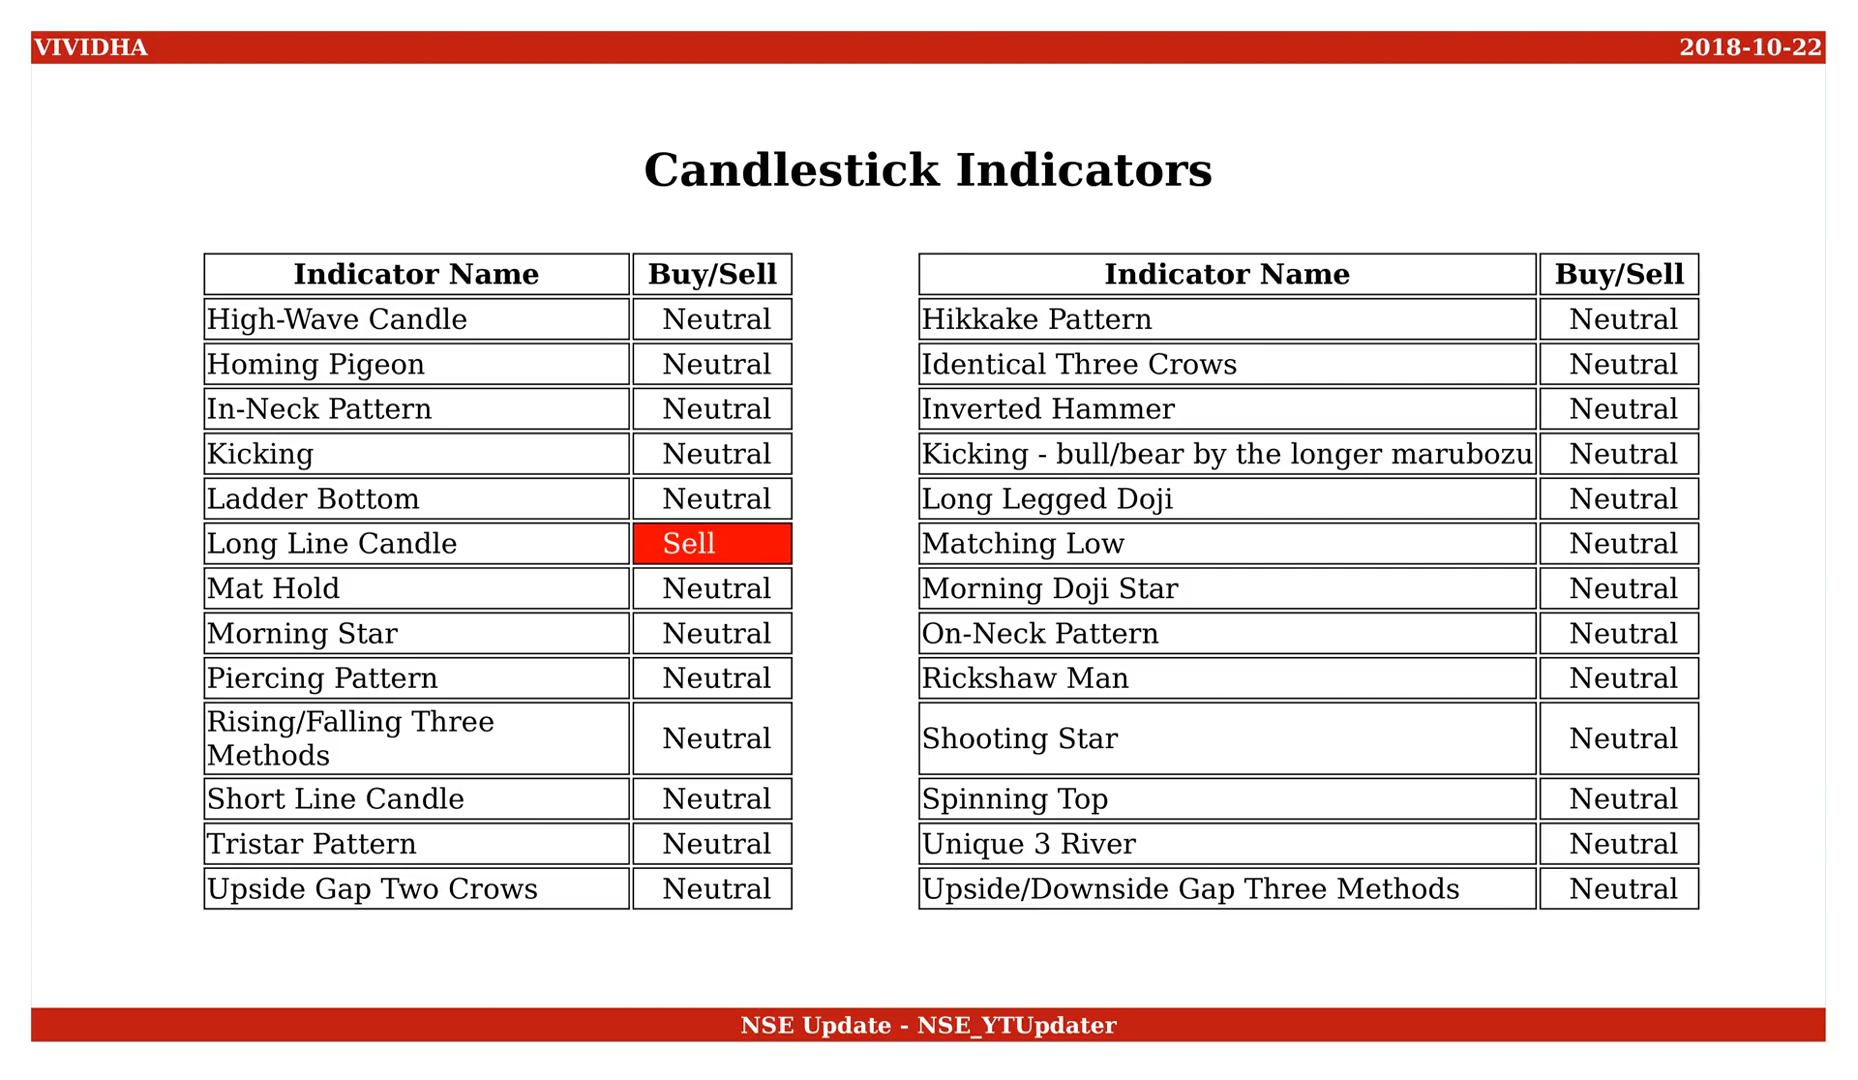 VIVIDHA 2018-10-22
Candlestick Indicators
Indicator Name Buy/Sell Indicator Name Buy/Sell
High-Wave Candle Neutral Hikkake Pattern Neutral
Homing Pigeon Neutral Identical Three Crows Neutral
In-Neck Pattern Neutral Inverted Hammer Neutral
Kicking Neutral Kicking - bull/bear by the longer marubozu Neutral
Ladder Bottom Neutral Long Legged Doji Neutral
Long Line Candle Sell Matching Low Neutral
Mat Hold Neutral Morning Doji Star Neutral
Morning Star Neutral On-Neck Pattern Neutral
Piercing Pattern Neutral Rickshaw Man Neutral
Rising/Falling Three
Methods Neutral Shooting Star Neutral
Short Line Candle Neutral Spinning Top Neutral
Tristar Pattern Neutral Unique 3 River Neutral
Upside Gap Two Crows Neutral Upside/Downside Gap Three Methods Neutral
NSE Update - NSE_YTUpdater